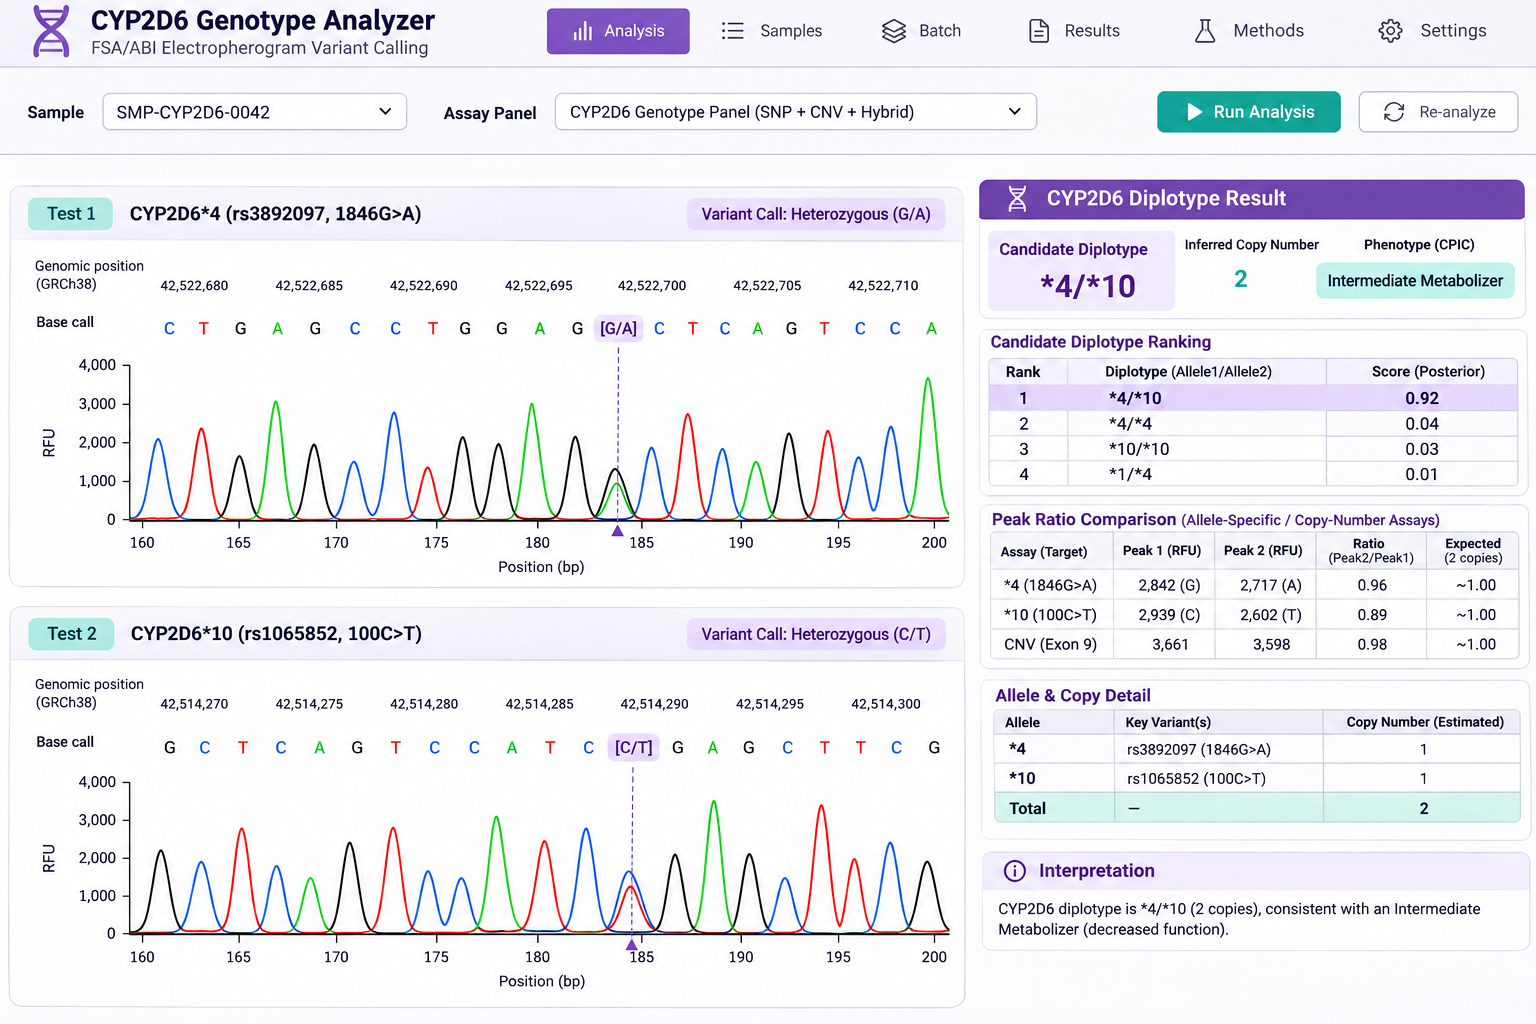 CYP2D6 Genotype Analyzer
FSA/ABI Electropherogram Variant Calling
Analysis
Samples
Batch
Results
Methods
Settings
Sample
SMP-CYP2D6-0042
Assay Panel
CYP2D6 Genotype Panel (SNP + CNV + Hybrid)
Run Analysis
Re-analyze
Test 1
CYP2D6*4 (rs3892097, 1846G>A)
Variant Call: Heterozygous (G/A)
Genomic position
(GRCh38)
42,522,680 42,522,685 42,522,690 42,522,695 42,522,700 42,522,705 42,522,710
Base call
C T G A G C C T G G A G [G/A] C T C A G T C C A
4,000
3,000
2,000
1,000
0
RFU
160 165 170 175 180 185 190 195 200
Position (bp)
Test 2
CYP2D6*10 (rs1065852, 100C>T)
Variant Call: Heterozygous (C/T)
Genomic position
(GRCh38)
42,514,270 42,514,275 42,514,280 42,514,285 42,514,290 42,514,295 42,514,300
Base call
G C T C A G T C C A T C [C/T] G A G C T T C G
4,000
3,000
2,000
1,000
0
RFU
160 165 170 175 180 185 190 195 200
Position (bp)
CYP2D6 Diplotype Result
Candidate Diplotype
*4/*10
Inferred Copy Number
2
Phenotype (CPIC)
Intermediate Metabolizer
Candidate Diplotype Ranking
Rank Diplotype (Allele1/Allele2) Score (Posterior)
1 *4/*10 0.92
2 *4/*4 0.04
3 *10/*10 0.03
4 *1/*4 0.01
Peak Ratio Comparison (Allele-Specific / Copy-Number Assays)
Assay (Target) Peak 1 (RFU) Peak 2 (RFU) Ratio (Peak2/Peak1) Expected (2 copies)
*4 (1846G>A) 2,842 (G) 2,717 (A) 0.96 ~1.00
*10 (100C>T) 2,939 (C) 2,602 (T) 0.89 ~1.00
CNV (Exon 9) 3,661 3,598 0.98 ~1.00
Allele & Copy Detail
Allele Key Variant(s) Copy Number (Estimated)
*4 rs3892097 (1846G>A) 1
*10 rs1065852 (100C>T) 1
Total – 2
Interpretation
CYP2D6 diplotype is *4/*10 (2 copies), consistent with an Intermediate
Metabolizer (decreased function).